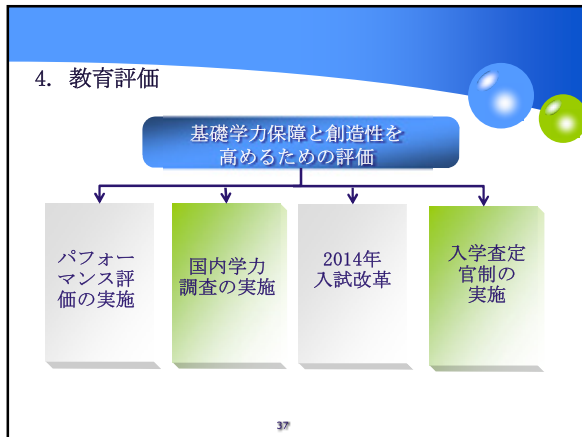 4. 教育評価
基礎学力保障と創造性を
高めるための評価
パフォー
マンス評
価の実施
国内学力
調査の実施
2014年
入試改革
入学査定
官制の
実施
37